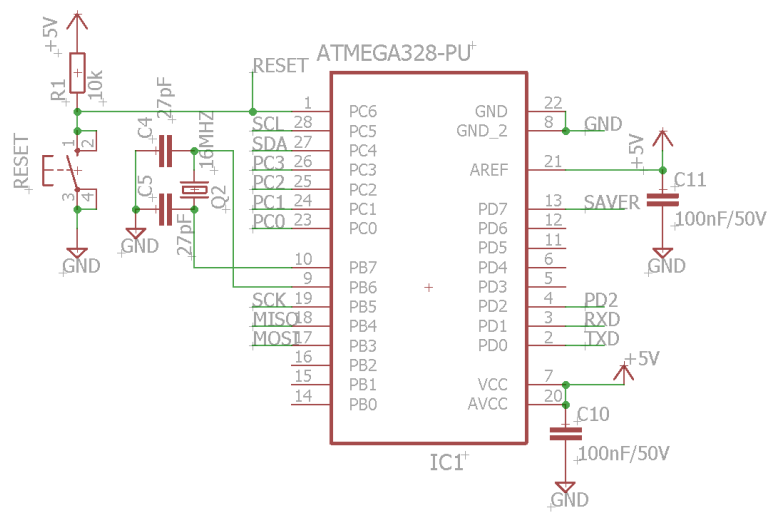 ATMEGA328-PU
+5V
R1
10k
RESET
RESET
1
2
3
4
GND
27pF
C4
C5
27pF
16MHZ
Q2
GND
1 PC6
SCL 28 PC5
SDA 27 PC4
PC3 26 PC3
PC2 25 PC2
PC1 24 PC1
PC0 23 PC0
10 PB7
9 PB6
SCK 19 PB5
MISO 18 PB4
MOSI 17 PB3
16 PB2
15 PB1
14 PB0
GND 22
GND_2 8 GND
AREF 21
PD7 13 SAVER
PD6 12
PD5 11
PD4 6
PD3 5
PD2 4 PD2
PD1 3 RXD
PD0 2 TXD
VCC 7
AVCC 20
+5V
C11
100nF/50V
GND
+5V
C10
100nF/50V
GND
IC1